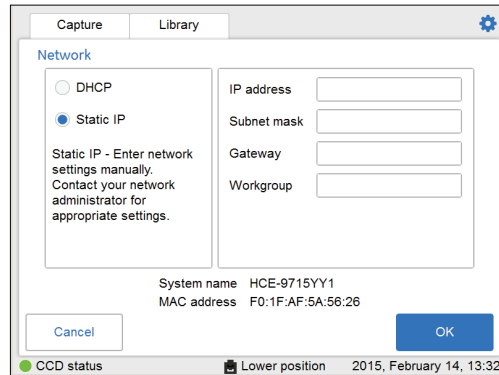 Capture
Library
Network
DHCP
Static IP
Static IP - Enter network
settings manually.
Contact your network
administrator for
appropriate settings.
IP address
Subnet mask
Gateway
Workgroup
System name HCE-9715YY1
MAC address F0:1F:AF:5A:56:26
Cancel
OK
CCD status
Lower position
2015, February 14, 13:32